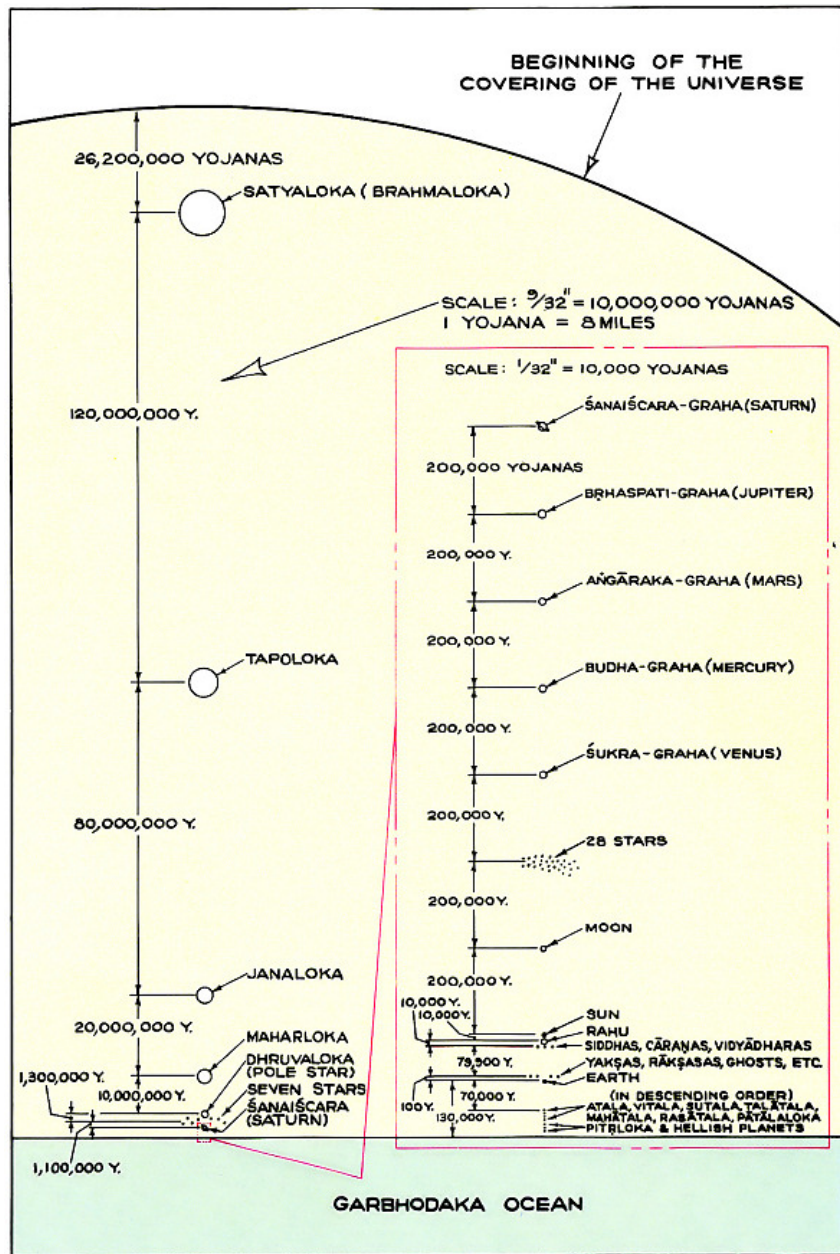 BEGINNING OF THE
COVERING OF THE UNIVERSE
26,200,000 YOJANAS
SATYALOKA (BRAHMALOKA)
SCALE: 9/32" = 10,000,000 YOJANAS
1 YOJANA = 8 MILES
120,000,000 Y.
TAPOLOKA
80,000,000 Y.
JANALOKA
20,000,000 Y.
MAHARLOKA
DHRUVALOKA
(POLE STAR)
1,300,000 Y.
10,000,000 Y.
SEVEN STARS
ŚANAIŚCARA
(SATURN)
1,100,000 Y.
SCALE: 1/32" = 10,000 YOJANAS
ŚANAIŚCARA-GRAHA (SATURN)
200,000 YOJANAS
BṚHASPATI-GRAHA (JUPITER)
200,000 Y.
AṄGĀRAKA-GRAHA (MARS)
200,000 Y.
BUDHA-GRAHA (MERCURY)
200,000 Y.
ŚUKRA-GRAHA (VENUS)
200,000 Y.
28 STARS
200,000 Y.
MOON
200,000 Y.
10,000 Y.
10,000 Y.
SUN
RAHU
SIDDHAS, CĀRAṆAS, VIDYĀDHARAS
79,900 Y.
YAKṢAS, RĀKṢASAS, GHOSTS, ETC.
EARTH
100 Y.
70,000 Y.
(IN DESCENDING ORDER)
130,000 Y.
ATALA, VITALA, SUTALA, TALĀTALA,
MAHĀTALA, RASĀTALA, PĀTĀLALOKA
PITṚLOKA & HELLISH PLANETS
GARBHODAKA OCEAN